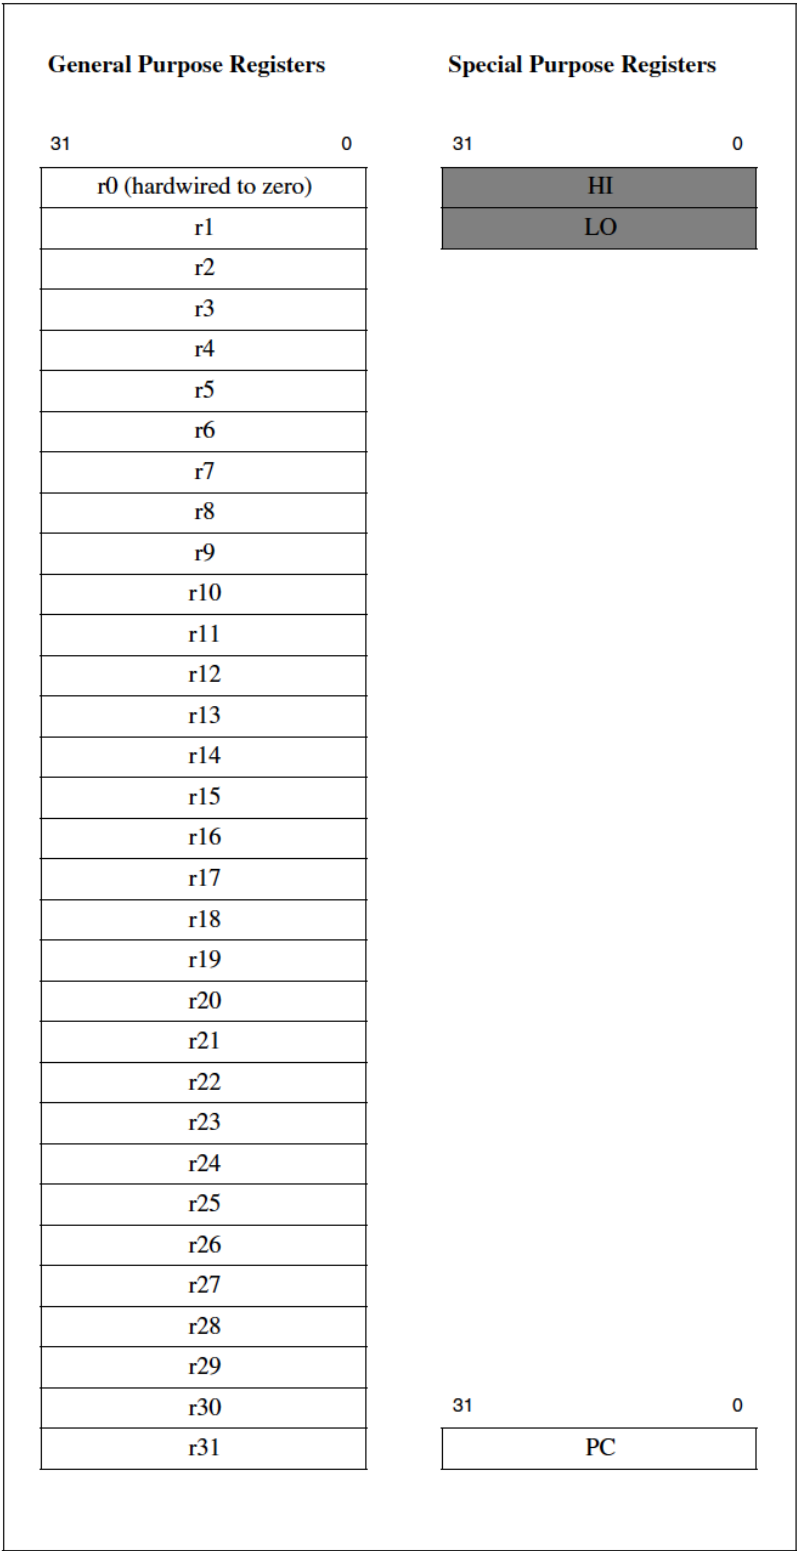 General Purpose Registers
31 0
r0 (hardwired to zero)
r1
r2
r3
r4
r5
r6
r7
r8
r9
r10
r11
r12
r13
r14
r15
r16
r17
r18
r19
r20
r21
r22
r23
r24
r25
r26
r27
r28
r29
r30
r31
Special Purpose Registers
31 0
HI
LO
31 0
PC